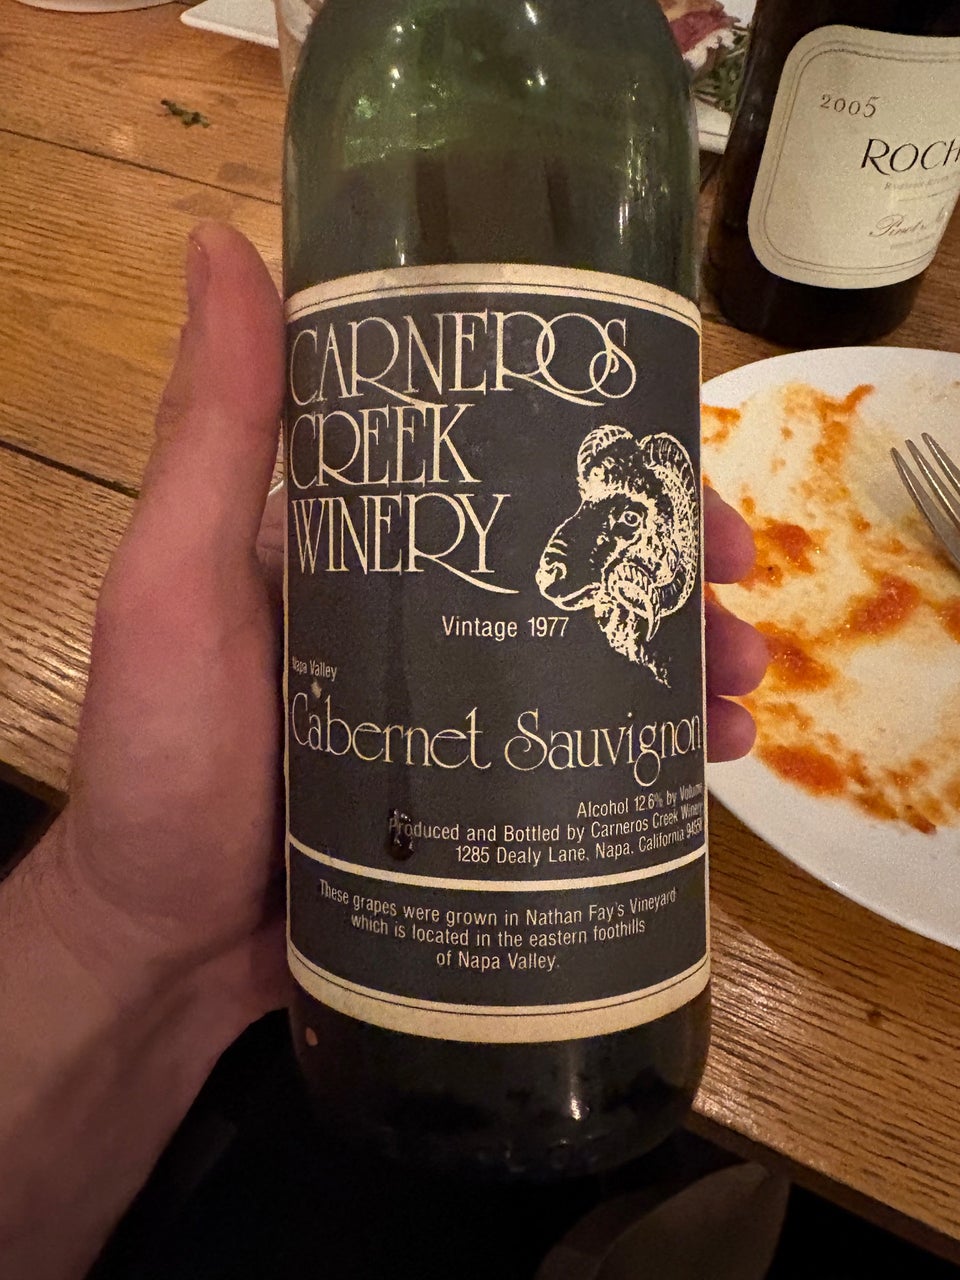 CARNEROS
CREEK
WINERY
Vintage 1977
Napa Valley
Cabernet Sauvignon
Alcohol 12.6% by Volume
Produced and Bottled by Carneros Creek Winery
1285 Dealy Lane, Napa, California
These grapes were grown in Nathan Fay's Vineyard
which is located in the eastern foothills
of Napa Valley.
2005
ROCH
Pinot